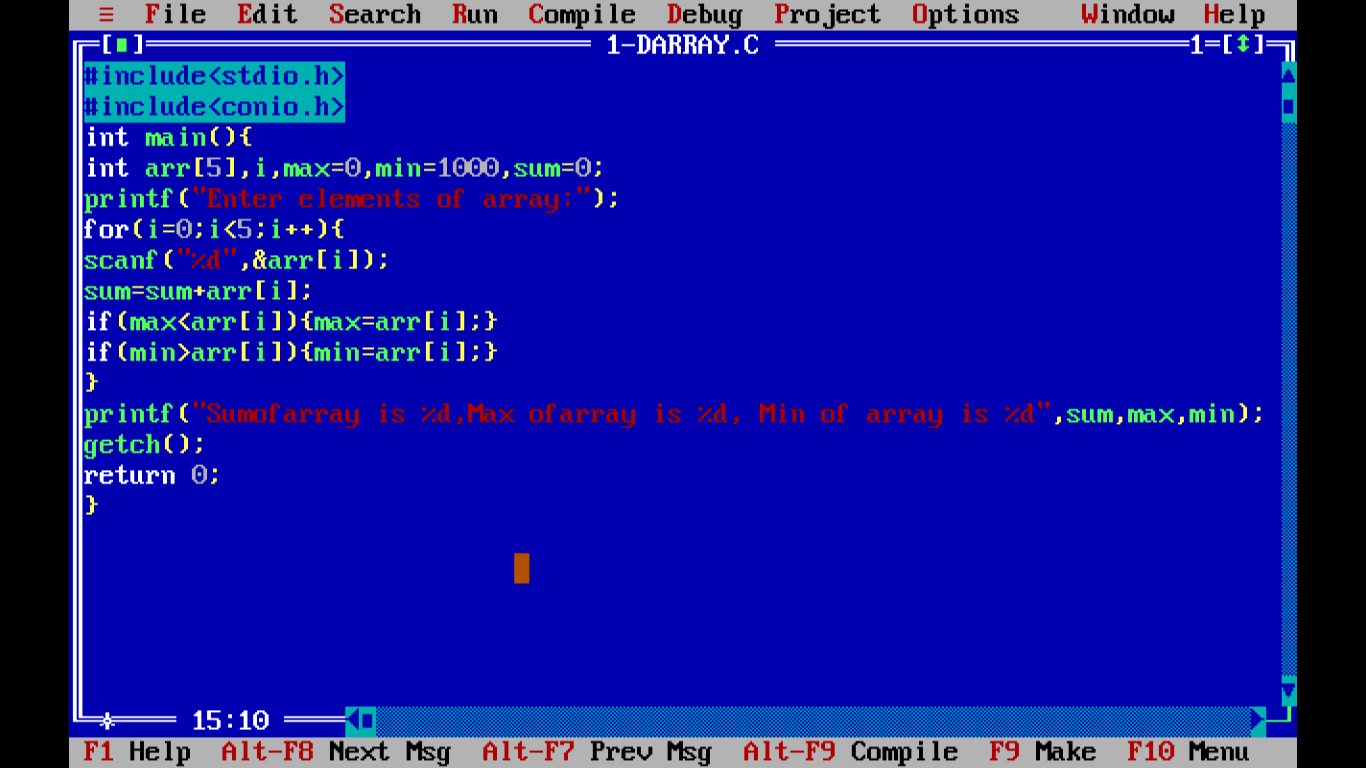 ≡ File Edit Search Run Compile Debug Project Options Window Help
[■] 1-DARRAY.C 1=[↕]
#include<stdio.h>
#include<conio.h>
int main(){
int arr[5],i,max=0,min=1000,sum=0;
printf("Enter elements of array:");
for(i=0;i<5;i++){
scanf("%d",&arr[i]);
sum=sum+arr[i];
if(max<arr[i]){max=arr[i];}
if(min>arr[i]){min=arr[i];}
}
printf("Sumofarray is %d,Max ofarray is %d, Min of array is %d",sum,max,min);
getch();
return 0;
}
15:10
F1 Help Alt-F8 Next Msg Alt-F7 Prev Msg Alt-F9 Compile F9 Make F10 Menu